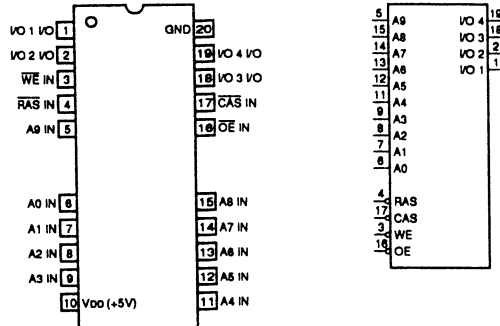 I/O 1 I/O 1
I/O 2 I/O 2
WE IN 3
RAS IN 4
A9 IN 5
A0 IN 6
A1 IN 7
A2 IN 8
A3 IN 9
10 VDD (+5V)
GND 20
19 I/O 4 I/O
18 I/O 3 I/O
17 CAS IN
16 OE IN
15 A8 IN
14 A7 IN
13 A6 IN
12 A5 IN
11 A4 IN
5 A9
15 A8
14 A7
13 A6
12 A5
11 A4
9 A3
8 A2
7 A1
6 A0
4 RAS
17 CAS
3 WE
16 OE
I/O 4 19
I/O 3 18
I/O 2 2
I/O 1 1